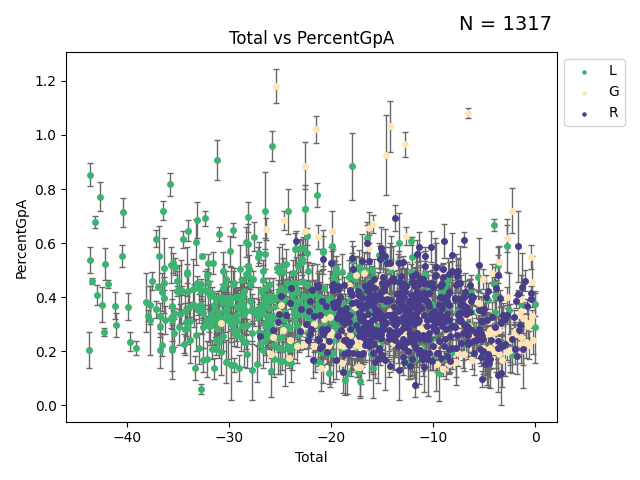 N = 1317
Total vs PercentGpA
L
G
R
1.2
1.0
0.8
0.6
0.4
0.2
0.0
PercentGpA
−40
−30
−20
−10
0
Total